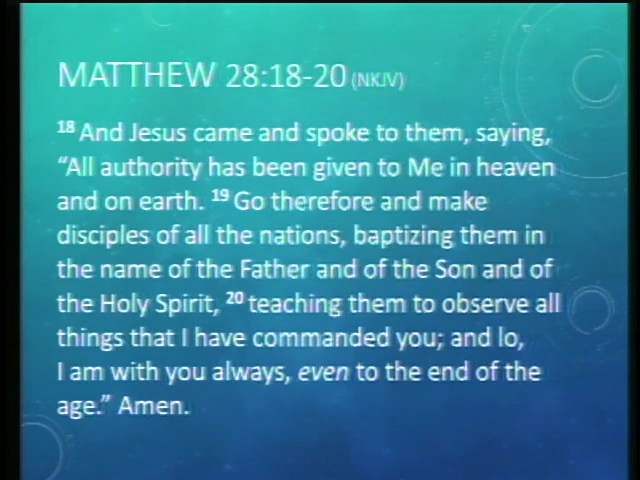 MATTHEW 28:18-20 (NKJV)
18 And Jesus came and spoke to them, saying,
“All authority has been given to Me in heaven
and on earth. 19 Go therefore and make
disciples of all the nations, baptizing them in
the name of the Father and of the Son and of
the Holy Spirit, 20 teaching them to observe all
things that I have commanded you; and lo,
I am with you always, even to the end of the
age.” Amen.